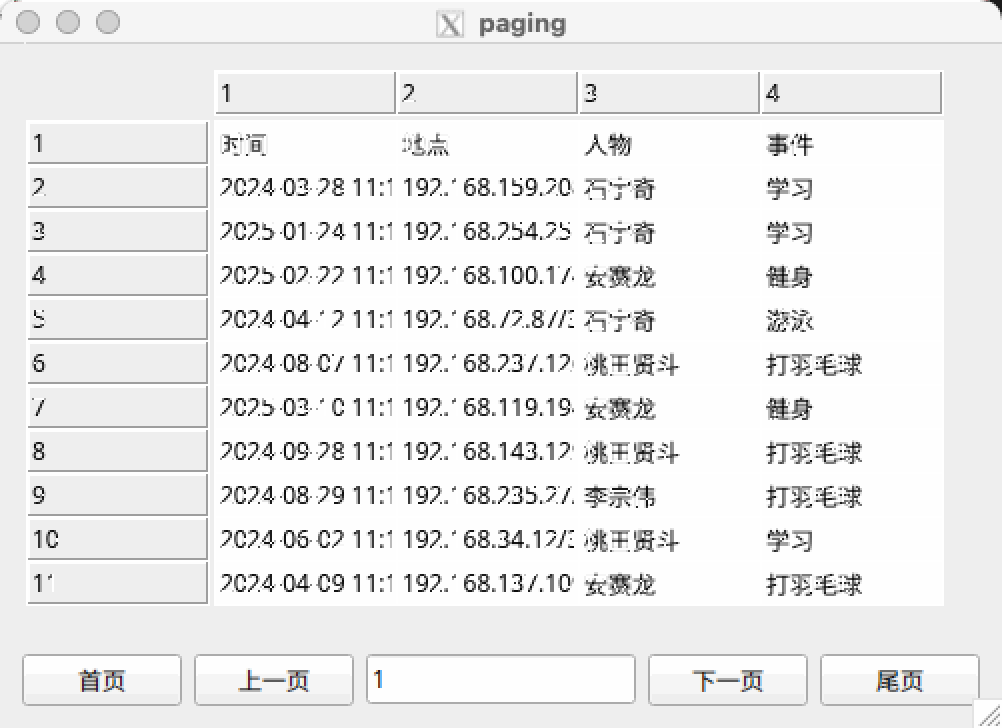 paging
1 2 3 4
1 时间 地点 人物 事件
2 2024-03-28 11:1 192.168.159.20 石宇奇 学习
3 2025-01-24 11:1 192.168.254.25 石宇奇 学习
4 2025-02-22 11:1 192.168.100.17 安赛龙 健身
5 2024-04-12 11:1 192.168.72.87/3 石宇奇 游泳
6 2024-08-07 11:1 192.168.237.12 桃田贤斗 打羽毛球
7 2025-03-10 11:1 192.168.119.19 安赛龙 健身
8 2024-09-28 11:1 192.168.143.12 桃田贤斗 打羽毛球
9 2024-08-29 11:1 192.168.235.27 李宗伟 打羽毛球
10 2024-06-02 11:1 192.168.34.12/3 桃田贤斗 学习
11 2024-04-09 11:1 192.168.137.10 安赛龙 打羽毛球
首页 上一页 1 下一页 尾页